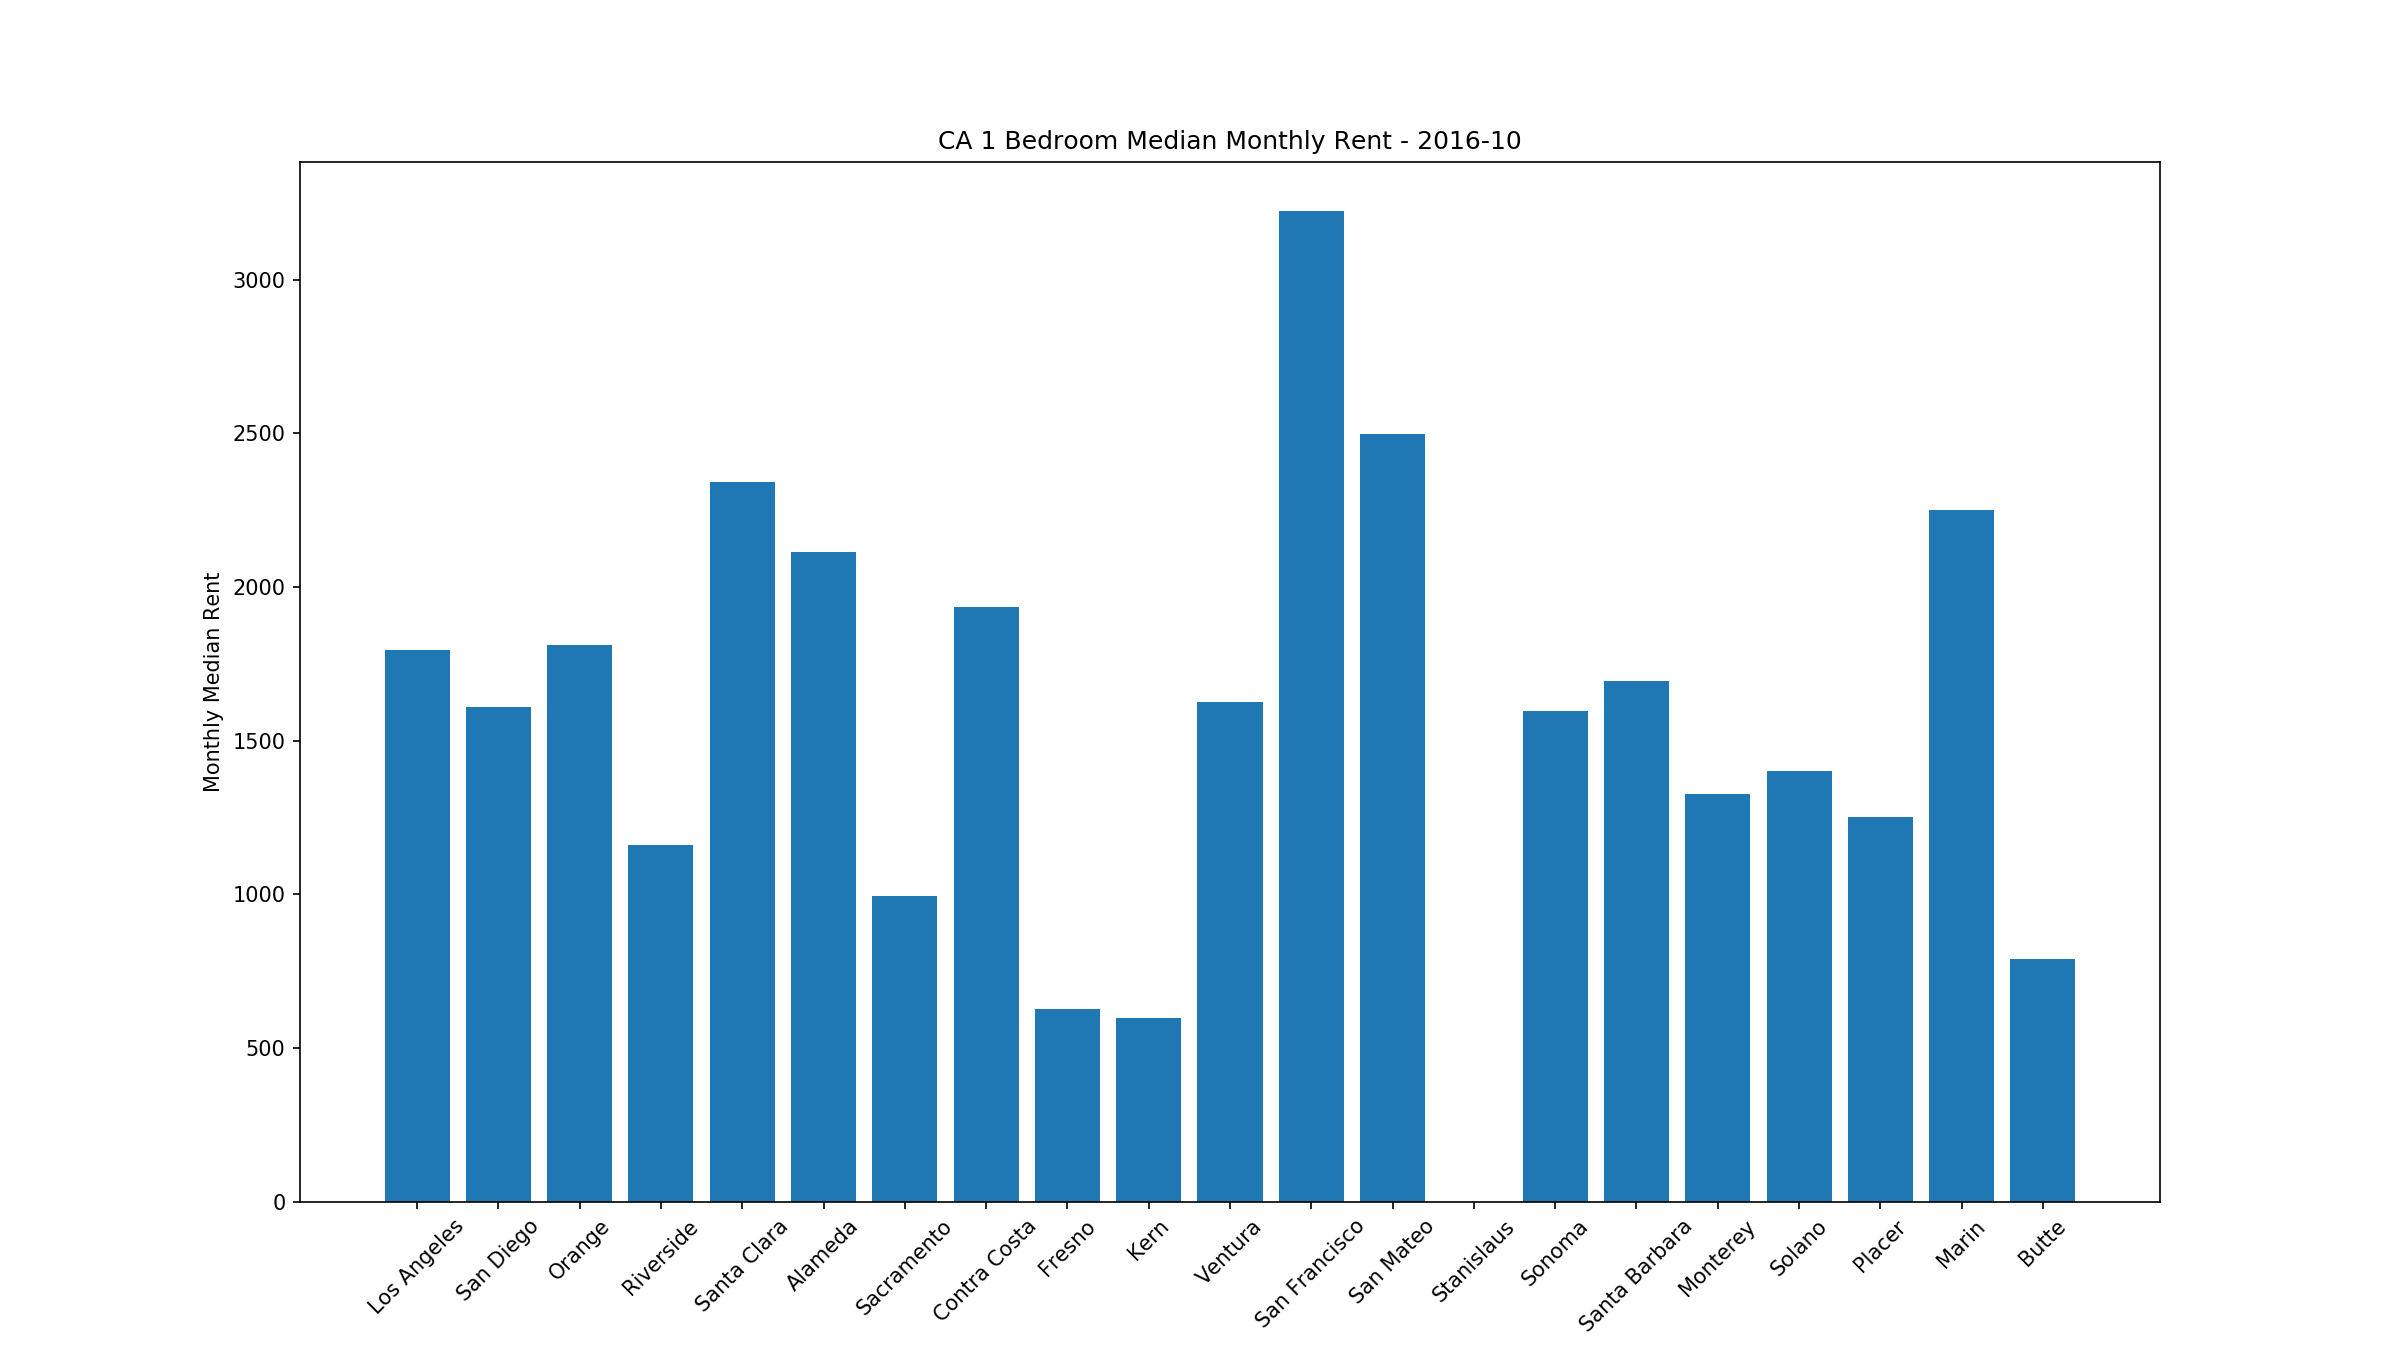 CA 1 Bedroom Median Monthly Rent - 2016-10
Monthly Median Rent
3000
2500
2000
1500
1000
500
0
Los Angeles
San Diego
Orange
Riverside
Santa Clara
Alameda
Sacramento
Contra Costa
Fresno
Kern
Ventura
San Francisco
San Mateo
Stanislaus
Sonoma
Santa Barbara
Monterey
Solano
Placer
Marin
Butte